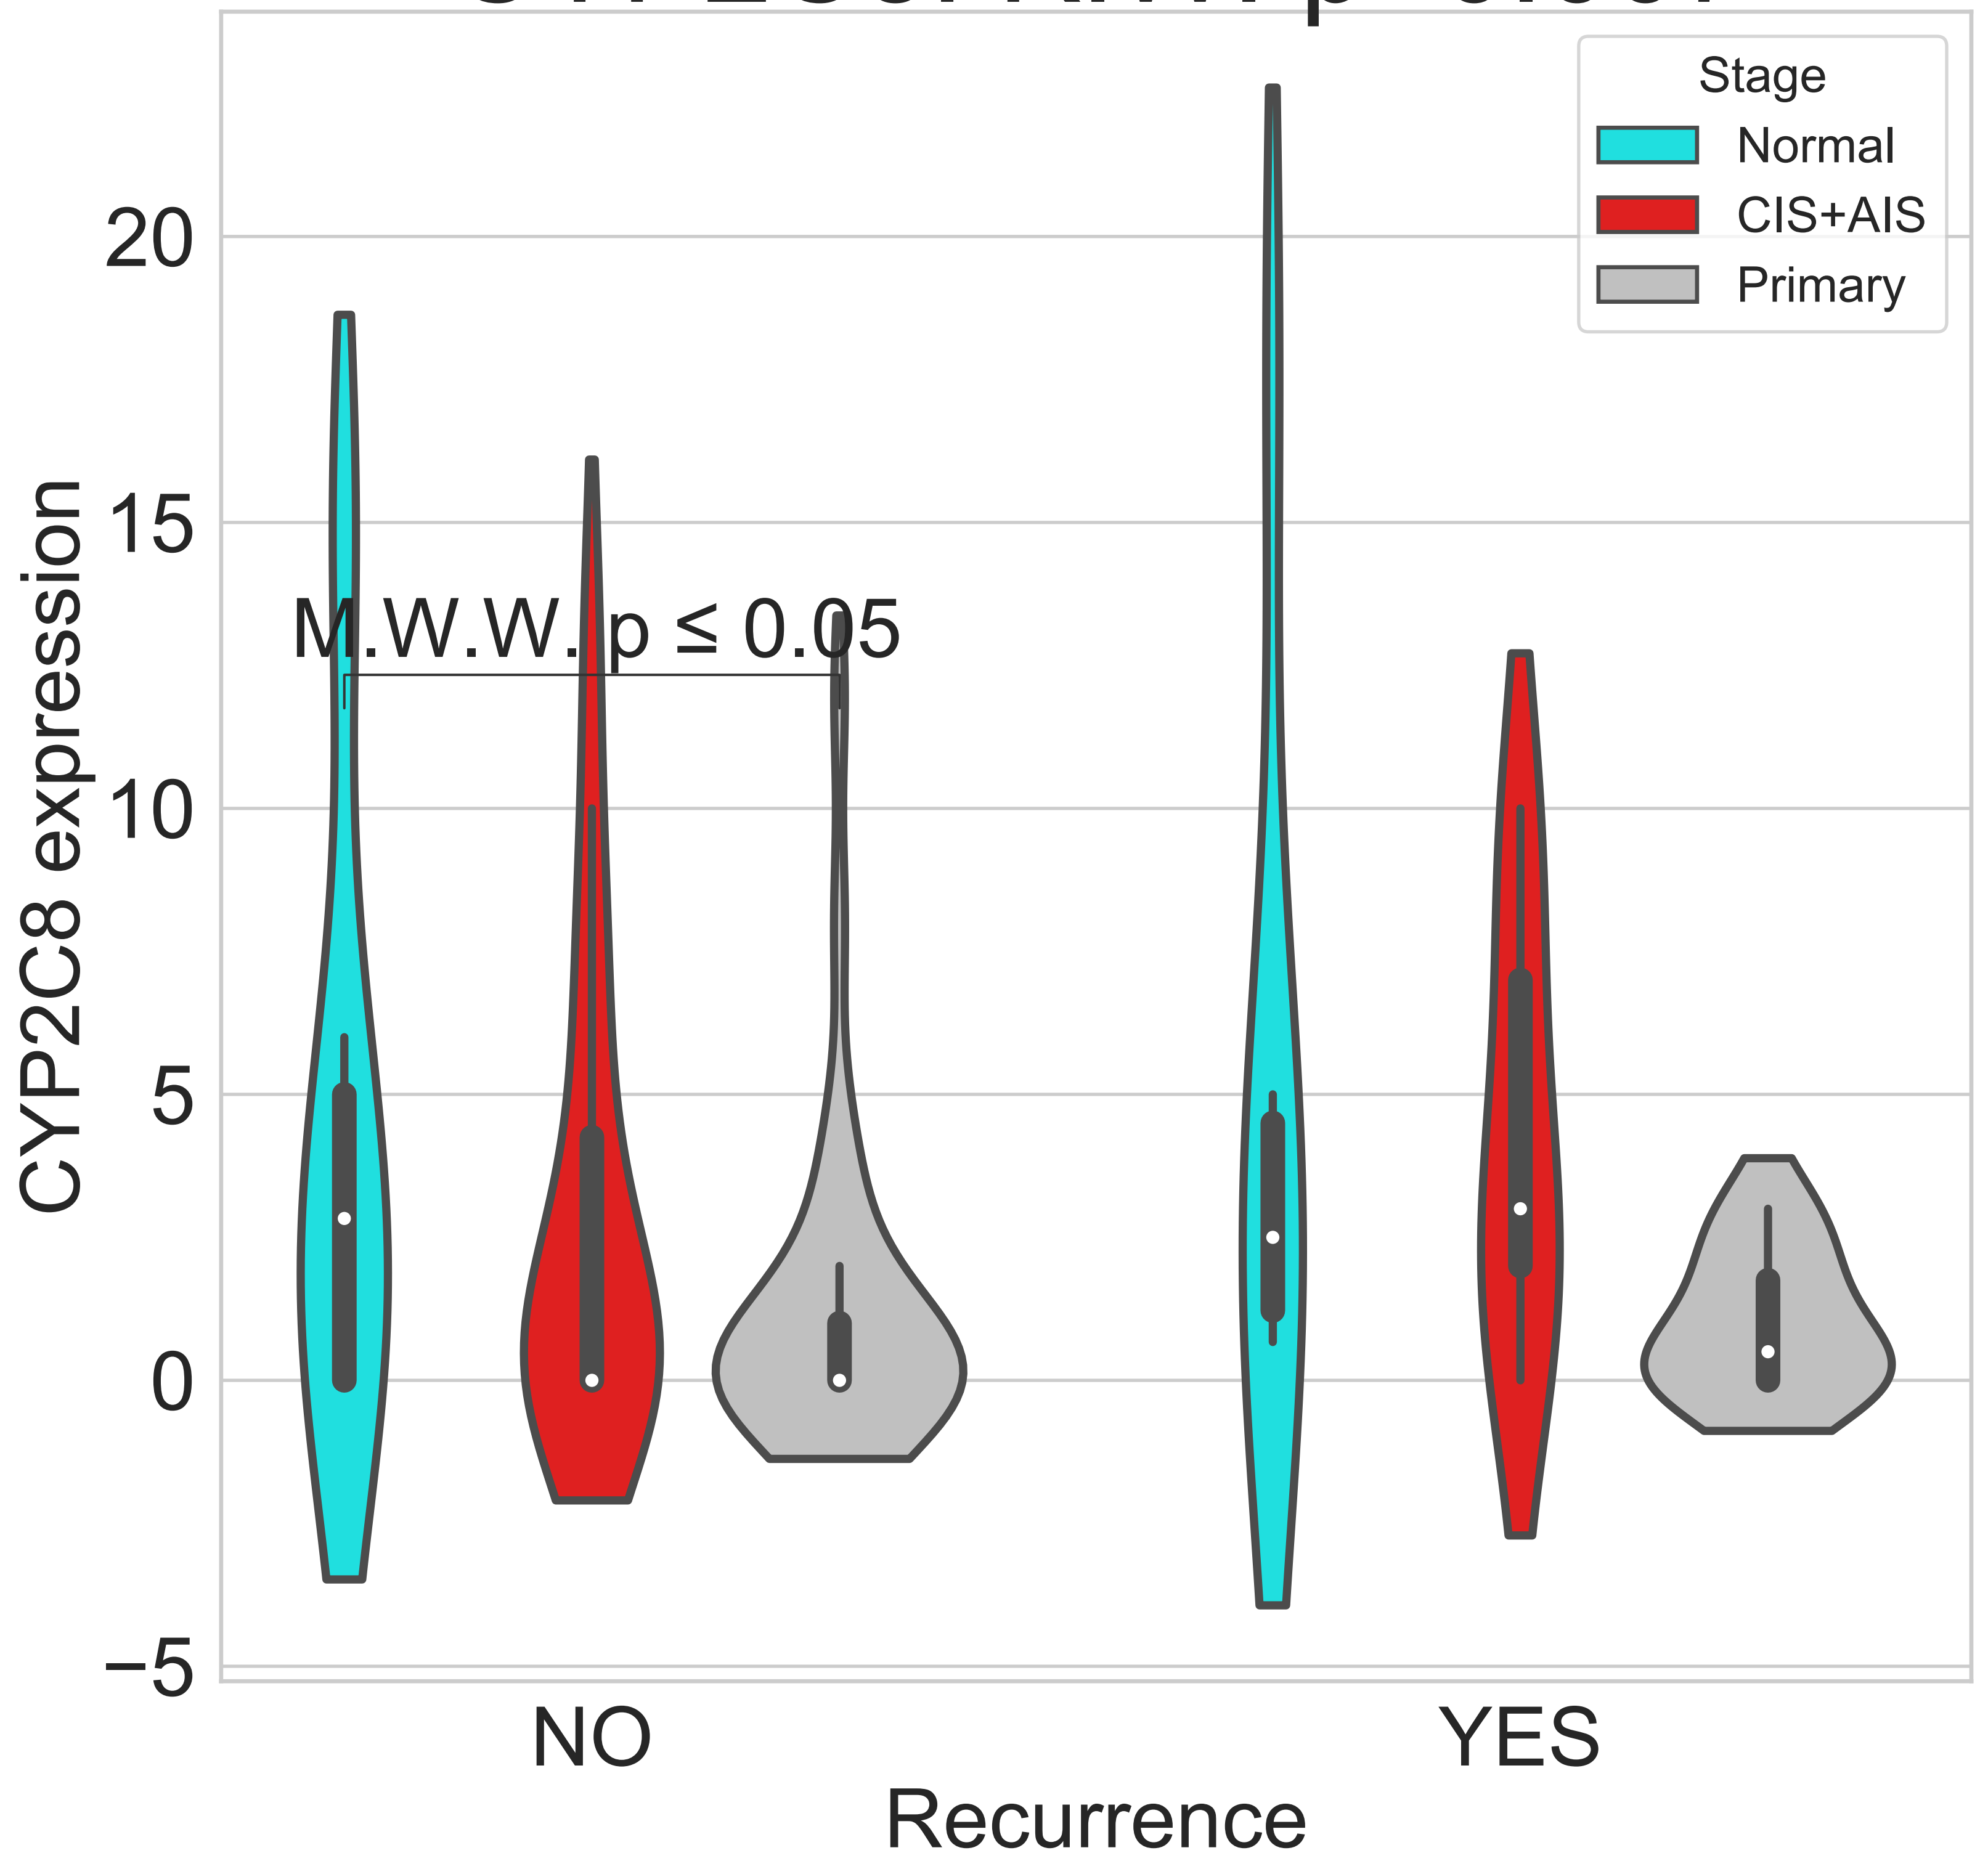 Stage
Normal
CIS+AIS
Primary
20
15
10
5
0
−5
CYP2C8 expression
M.W.W. p ≤ 0.05
NO
YES
Recurrence